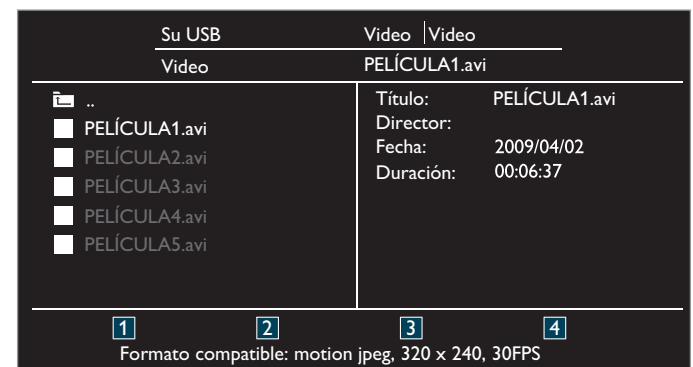 Su USB Video Video
Video PELÍCULA1.avi
..
PELÍCULA1.avi
PELÍCULA2.avi
PELÍCULA3.avi
PELÍCULA4.avi
PELÍCULA5.avi
Título: PELÍCULA1.avi
Director:
Fecha: 2009/04/02
Duración: 00:06:37
1 2 3 4
Formato compatible: motion jpeg, 320 x 240, 30FPS